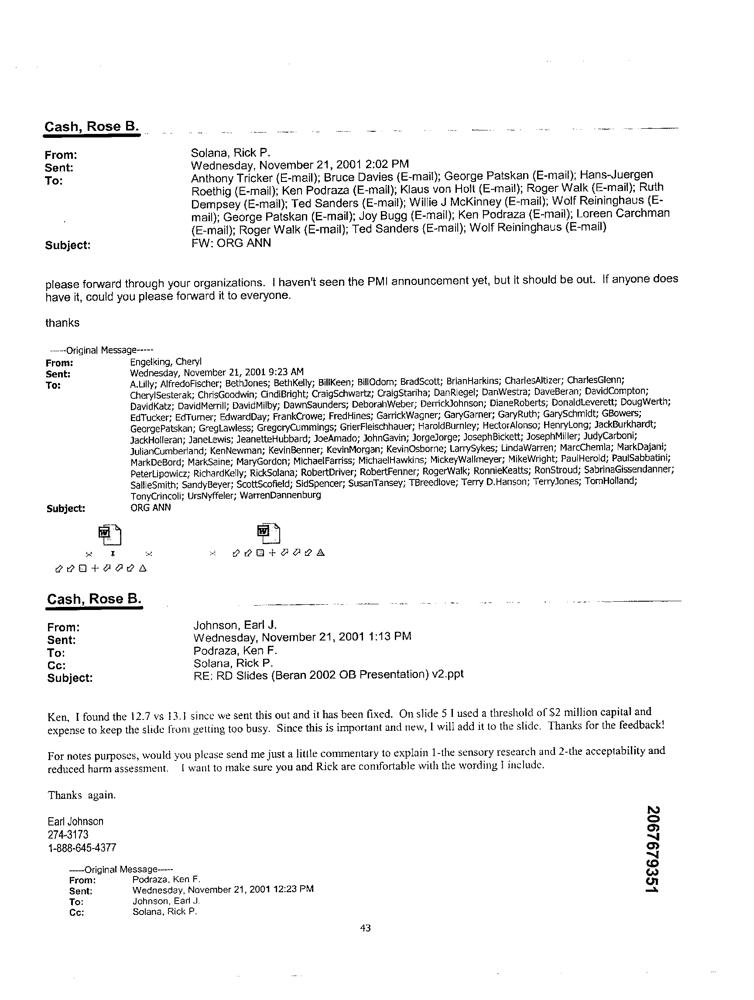 Cash, Rose B.
From: Solana, Rick P.
Sent: Wednesday, November 21, 2001 2:02 PM
To: Anthony Tricker (E-mail); Bruce Davies (E-mail); George Patskan (E-mail); Hans-Juergen
Roethig (E-mail); Ken Podraza (E-mail); Klaus von Holt (E-mail); Roger Walk (E-mail); Ruth
Dempsey (E-mail); Ted Sanders (E-mail); Willie J McKinney (E-mail); Wolf Reininghaus (E-
mail); George Patskan (E-mail); Joy Bugg (E-mail); Ken Podraza (E-mail); Loreen Carchman
(E-mail); Roger Walk (E-mail); Ted Sanders (E-mail); Wolf Reininghaus (E-mail)
Subject: FW: ORG ANN
please forward through your organizations. I haven't seen the PMI announcement yet, but it should be out. If anyone does
have it, could you please forward it to everyone.
thanks
-----Original Message-----
From: Engelking, Cheryl
Sent: Wednesday, November 21, 2001 9:23 AM
To: A.Lilly; AlfredoFischer; BethJones; BethKelly; BillKeen; BillOdom; BradScott; BrianHarkins; CharlesAltizer; CharlesGlenn;
CherylSesterak; ChrisGoodwin; CindiBright; CraigSchwartz; CraigStariha; DanRiegel; DanWestra; DaveBeran; DavidCompton;
DavidKatz; DavidMerrill; DavidMilby; DawnSaunders; DeborahWeber; DerrickJohnson; DianeRoberts; DonaldLeverett; DougWerth;
EdTucker; EdTurner; EdwardDay; FrankCrowe; FredHines; GarrickWagner; GaryGarner; GaryRuth; GarySchmidt; GBowers;
GeorgePatskan; GregLawless; GregoryCummings; GrierFleischhauer; HaroldBurnley; HectorAlonso; HenryLong; JackBurkhardt;
JackHolleran; JaneLewis; JeanetteHubbard; JoeAmado; JohnGavin; JorgeJorge; JosephBickett; JosephMiller; JudyCarboni;
JulianCumberland; KenNewman; KevinBenner; KevinMorgan; KevinOsborne; LarrySykes; LindaWarren; MarcChemla; MarkDajani;
MarkDeBord; MarkSaine; MaryGordon; MichaelFarriss; MichaelHawkins; MickeyWallmeyer; MikeWright; PaulHerold; PaulSabbatini;
PeterLipowicz; RichardKelly; RickSolana; RobertDriver; RobertFenner; RogerWalk; RonnieKeatts; RonStroud; SabrinaGissendanner;
SallieSmith; SandyBeyer; ScottScofield; SidSpencer; SusanTansey; TBreedlove; Terry D.Hanson; TerryJones; TomHolland;
TonyCrincoli; UrsNyffeler; WarrenDannenburg
Subject: ORG ANN
Cash, Rose B.
From: Johnson, Earl J.
Sent: Wednesday, November 21, 2001 1:13 PM
To: Podraza, Ken F.
Cc: Solana, Rick P.
Subject: RE: RD Slides (Beran 2002 OB Presentation) v2.ppt
Ken, I found the 12.7 vs 13.1 since we sent this out and it has been fixed. On slide 5 I used a threshold of $2 million capital and
expense to keep the slide from getting too busy. Since this is important and new, I will add it to the slide. Thanks for the feedback!
For notes purposes, would you please send me just a little commentary to explain 1-the sensory research and 2-the acceptability and
reduced harm assessment. I want to make sure you and Rick are comfortable with the wording I include.
Thanks again.
Earl Johnson
274-3173
1-888-645-4377
-----Original Message-----
From: Podraza, Ken F.
Sent: Wednesday, November 21, 2001 12:23 PM
To: Johnson, Earl J.
Cc: Solana, Rick P.
2067679351
43